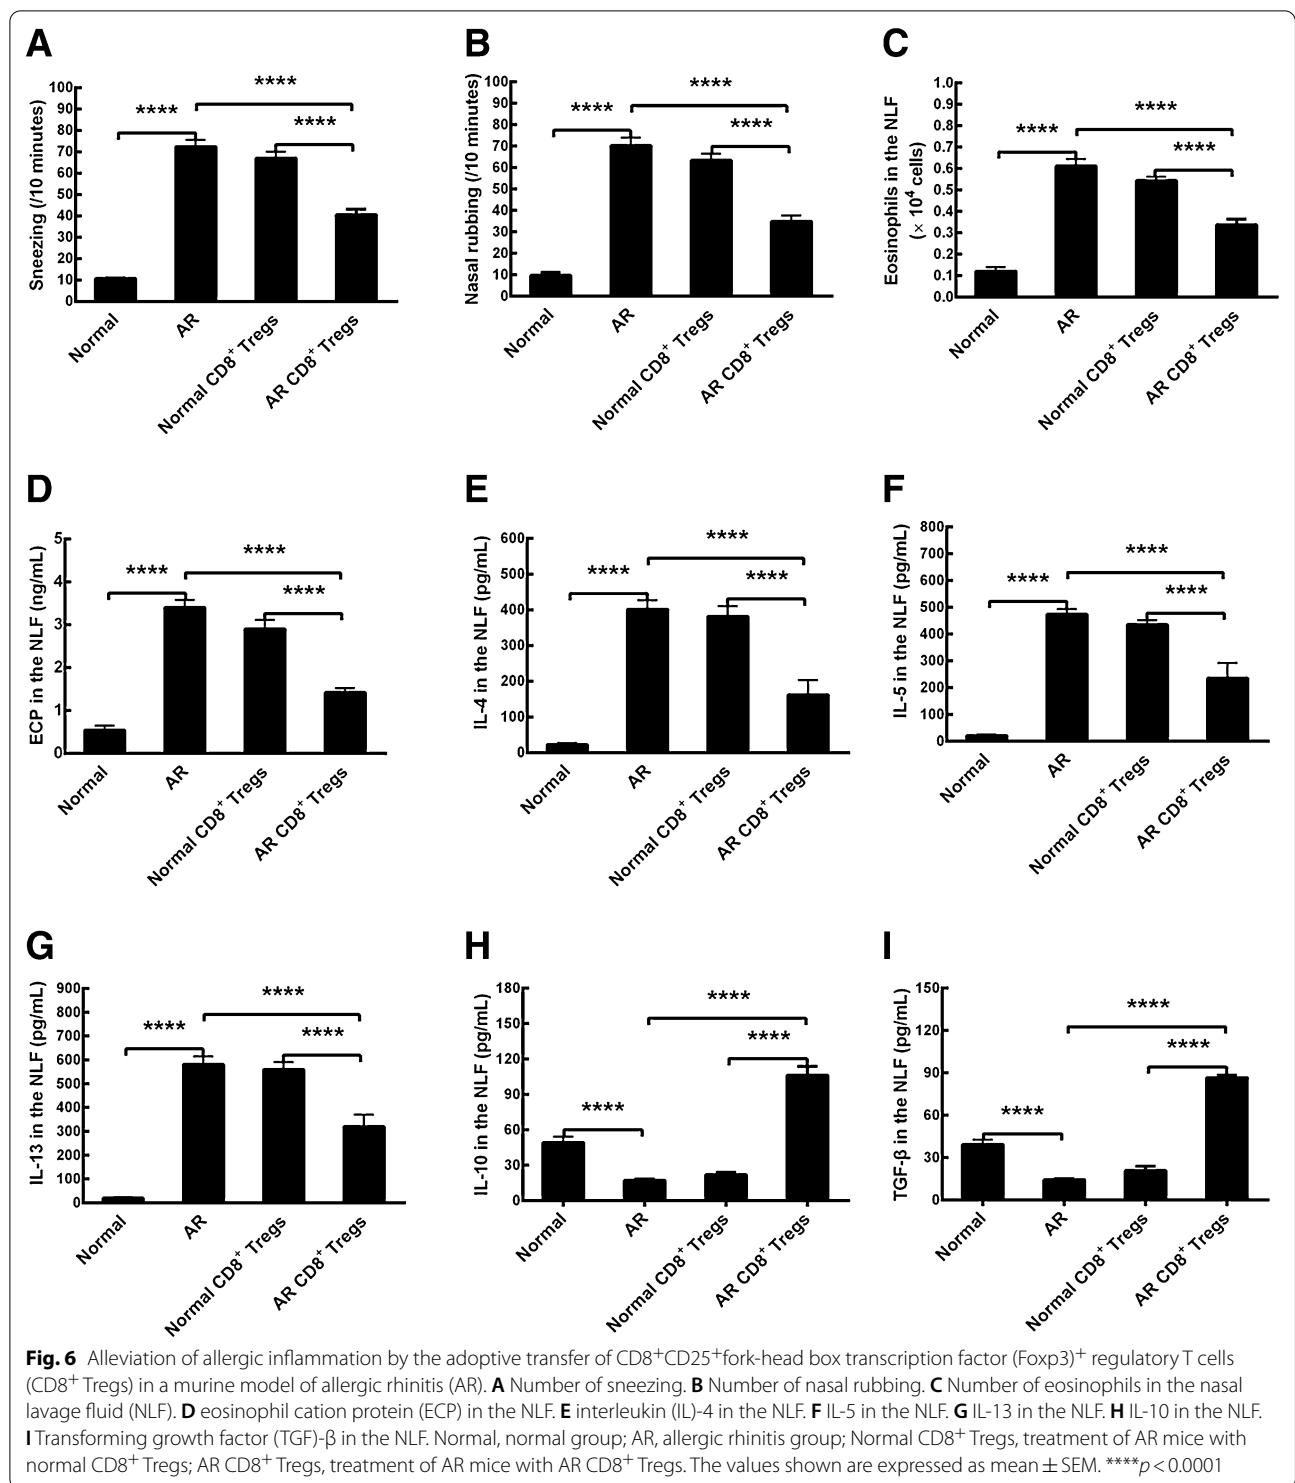 A
Sneezing (/10 minutes)
100
90
80
70
60
50
40
30
20
10
0
****
****
****
Normal
AR
Normal CD8⁺ Tregs
AR CD8⁺ Tregs
B
Nasal rubbing (/10 minutes)
100
90
80
70
60
50
40
30
20
10
0
****
****
****
Normal
AR
Normal CD8⁺ Tregs
AR CD8⁺ Tregs
C
Eosinophils in the NLF
(× 10⁴ cells)
1.0
0.9
0.8
0.7
0.6
0.5
0.4
0.3
0.2
0.1
0.0
****
****
****
Normal
AR
Normal CD8⁺ Tregs
AR CD8⁺ Tregs
D
ECP in the NLF (ng/mL)
5
4
3
2
1
0
****
****
****
Normal
AR
Normal CD8⁺ Tregs
AR CD8⁺ Tregs
E
IL-4 in the NLF (pg/mL)
600
500
400
300
200
100
0
****
****
****
Normal
AR
Normal CD8⁺ Tregs
AR CD8⁺ Tregs
F
IL-5 in the NLF (pg/mL)
800
700
600
500
400
300
200
100
0
****
****
****
Normal
AR
Normal CD8⁺ Tregs
AR CD8⁺ Tregs
G
IL-13 in the NLF (pg/mL)
900
800
700
600
500
400
300
200
100
0
****
****
****
Normal
AR
Normal CD8⁺ Tregs
AR CD8⁺ Tregs
H
IL-10 in the NLF (pg/mL)
180
150
120
90
60
30
0
****
****
****
Normal
AR
Normal CD8⁺ Tregs
AR CD8⁺ Tregs
I
TGF-β in the NLF (pg/mL)
150
120
90
60
30
0
****
****
****
Normal
AR
Normal CD8⁺ Tregs
AR CD8⁺ Tregs
Fig. 6 Alleviation of allergic inflammation by the adoptive transfer of CD8⁺CD25⁺fork-head box transcription factor (Foxp3)⁺ regulatory T cells
(CD8⁺ Tregs) in a murine model of allergic rhinitis (AR). A Number of sneezing. B Number of nasal rubbing. C Number of eosinophils in the nasal
lavage fluid (NLF). D eosinophil cation protein (ECP) in the NLF. E interleukin (IL)-4 in the NLF. F IL-5 in the NLF. G IL-13 in the NLF. H IL-10 in the NLF.
I Transforming growth factor (TGF)-β in the NLF. Normal, normal group; AR, allergic rhinitis group; Normal CD8⁺ Tregs, treatment of AR mice with
normal CD8⁺ Tregs; AR CD8⁺ Tregs, treatment of AR mice with AR CD8⁺ Tregs. The values shown are expressed as mean ± SEM. ****p < 0.0001